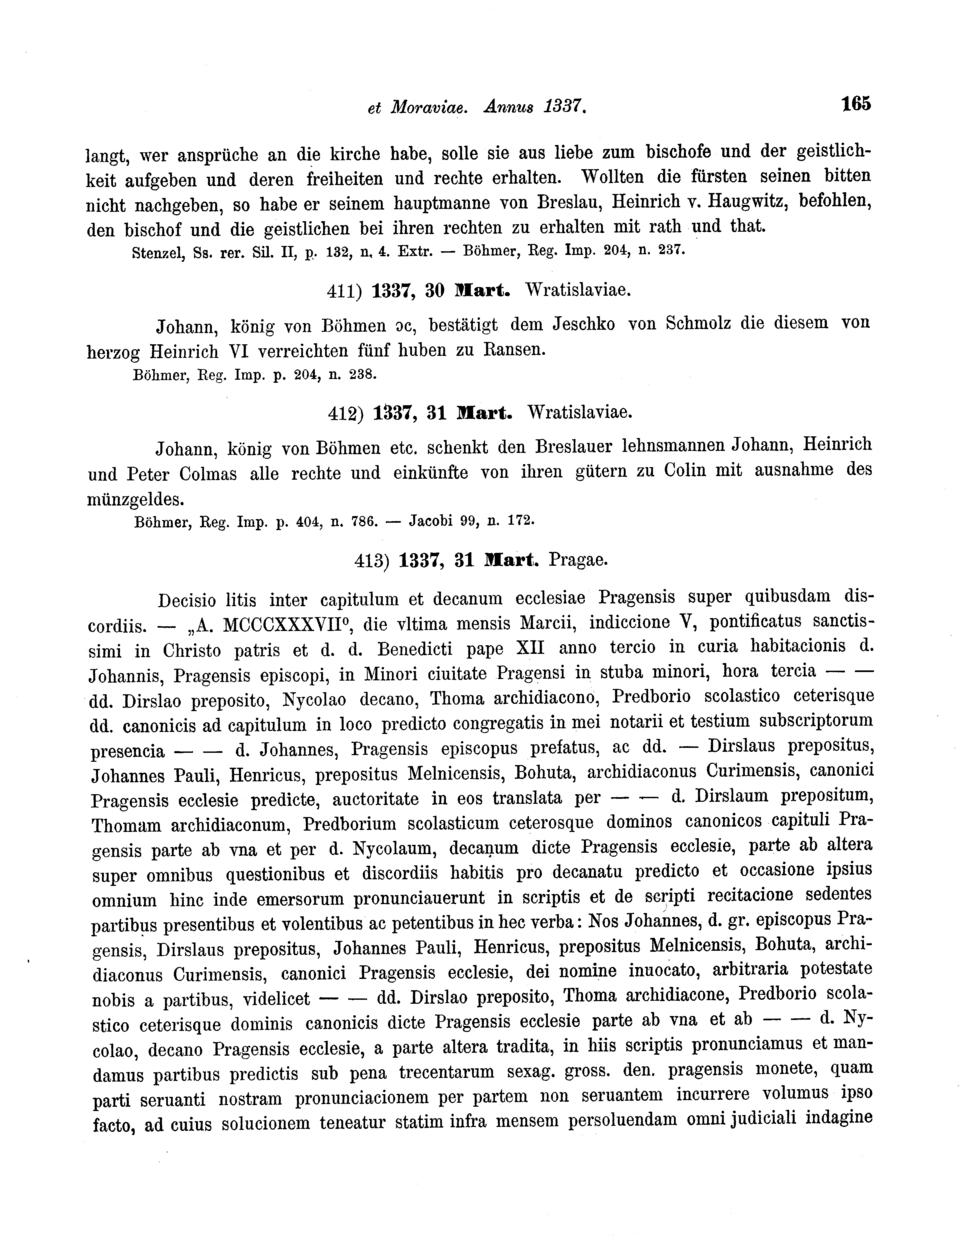 et Moraviae. Annus 1337. 165
langt, wer ansprüche an die kirche habe, solle sie aus liebe zum bischofe und der geistlich-
keit aufgeben und deren freiheiten und rechte erhalten. Wollten die fürsten seinen bitten
nicht nachgeben, so habe er seinem hauptmanne von Breslau, Heinrich v. Haugwitz, befohlen,
den bischof und die geistlichen bei ihren rechten zu erhalten mit rath und that.
Stenzel, Ss. rer. Sil. II, p. 132, n. 4. Extr. — Böhmer, Reg. Imp. 204, n. 237.
411) 1337, 30 Mart. Wratislaviae.
Johann, könig von Böhmen ɔc, bestätigt dem Jeschko von Schmolz die diesem von
herzog Heinrich VI verreichten fünf huben zu Ransen.
Böhmer, Reg. Imp. p. 204, n. 238.
412) 1337, 31 Mart. Wratislaviae.
Johann, könig von Böhmen etc. schenkt den Breslauer lehnsmannen Johann, Heinrich
und Peter Colmas alle rechte und einkünfte von ihren gütern zu Colin mit ausnahme des
münzgeldes.
Böhmer, Reg. Imp. p. 404, n. 786. — Jacobi 99, n. 172.
413) 1337, 31 Mart. Pragae.
Decisio litis inter capitulum et decanum ecclesiae Pragensis super quibusdam dis-
cordiis. — „A. MCCCXXXVII⁰, die vltima mensis Marcii, indiccione V, pontificatus sanctis-
simi in Christo patris et d. d. Benedicti pape XII anno tercio in curia habitacionis d.
Johannis, Pragensis episcopi, in Minori ciuitate Pragensi in stuba minori, hora tercia — —
dd. Dirslao preposito, Nycolao decano, Thoma archidiacono, Predborio scolastico ceterisque
dd. canonicis ad capitulum in loco predicto congregatis in mei notarii et testium subscriptorum
presencia — — d. Johannes, Pragensis episcopus prefatus, ac dd. — Dirslaus prepositus,
Johannes Pauli, Henricus, prepositus Melnicensis, Bohuta, archidiaconus Curimensis, canonici
Pragensis ecclesie predicte, auctoritate in eos translata per — — d. Dirslaum prepositum,
Thomam archidiaconum, Predborium scolasticum ceterosque dominos canonicos capituli Pra-
gensis parte ab vna et per d. Nycolaum, decanum dicte Pragensis ecclesie, parte ab altera
super omnibus questionibus et discordiis habitis pro decanatu predicto et occasione ipsius
omnium hinc inde emersorum pronunciauerunt in scriptis et de scripti recitacione sedentes
partibus presentibus et volentibus ac petentibus in hec verba: Nos Johannes, d. gr. episcopus Pra-
gensis, Dirslaus prepositus, Johannes Pauli, Henricus, prepositus Melnicensis, Bohuta, archi-
diaconus Curimensis, canonici Pragensis ecclesie, dei nomine inuocato, arbitraria potestate
nobis a partibus, videlicet — — dd. Dirslao preposito, Thoma archidiacone, Predborio scola-
stico ceterisque dominis canonicis dicte Pragensis ecclesie parte ab vna et ab — — d. Ny-
colao, decano Pragensis ecclesie, a parte altera tradita, in hiis scriptis pronunciamus et man-
damus partibus predictis sub pena trecentarum sexag. gross. den. pragensis monete, quam
parti seruanti nostram pronunciacionem per partem non seruantem incurrere volumus ipso
facto, ad cuius solucionem teneatur statim infra mensem persoluendam omni judiciali indagine